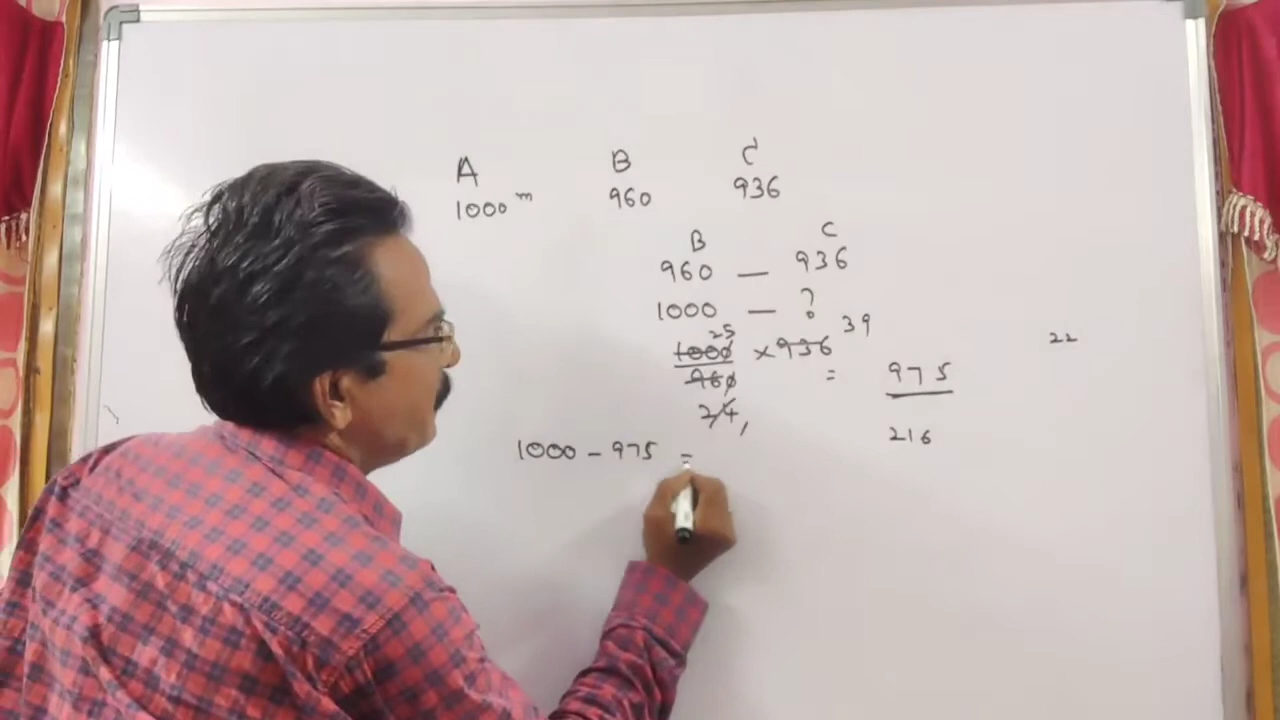 A B C
1000 m 960 936
B C
960 — 936
1000 — ?
25
1000 × 936 39
960 = 975
24,
216
22
1000 - 975 =